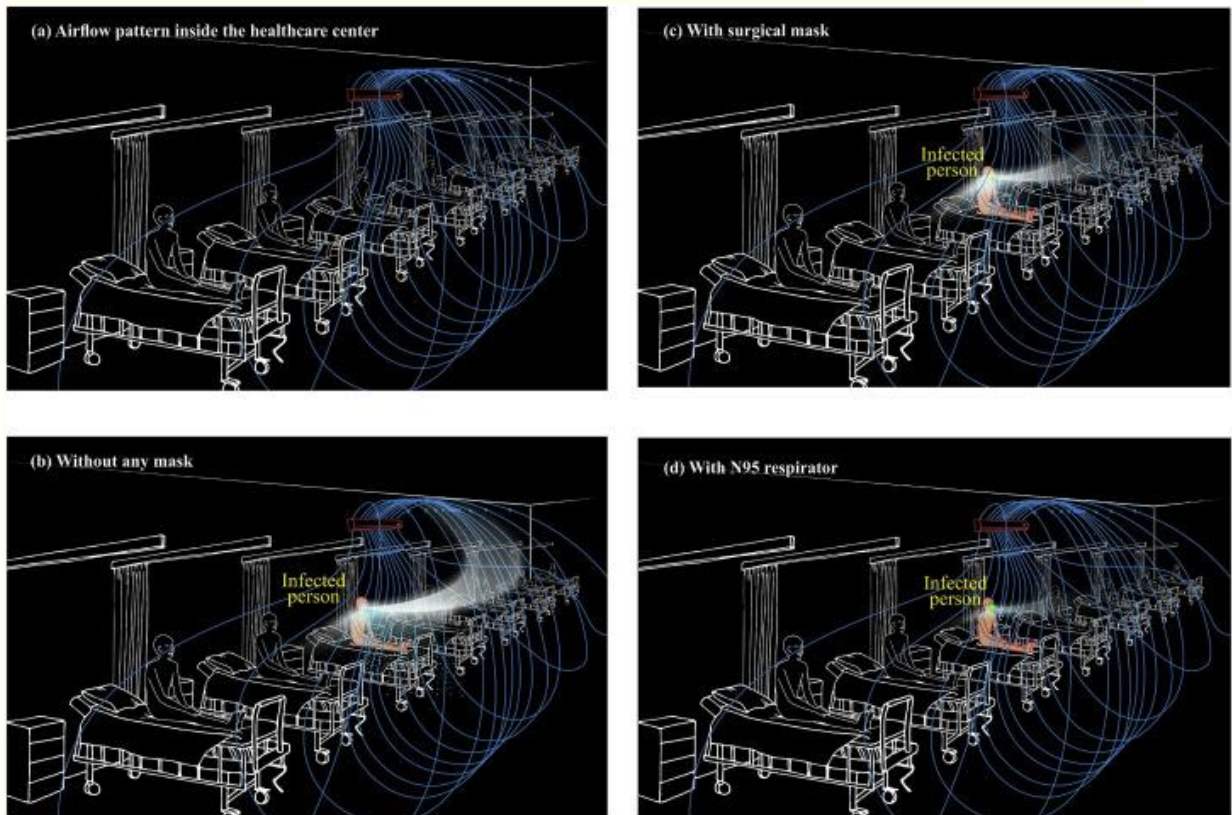 (a) Airflow pattern inside the healthcare center
(c) With surgical mask
Infected
person
(b) Without any mask
Infected
person
(d) With N95 respirator
Infected
person